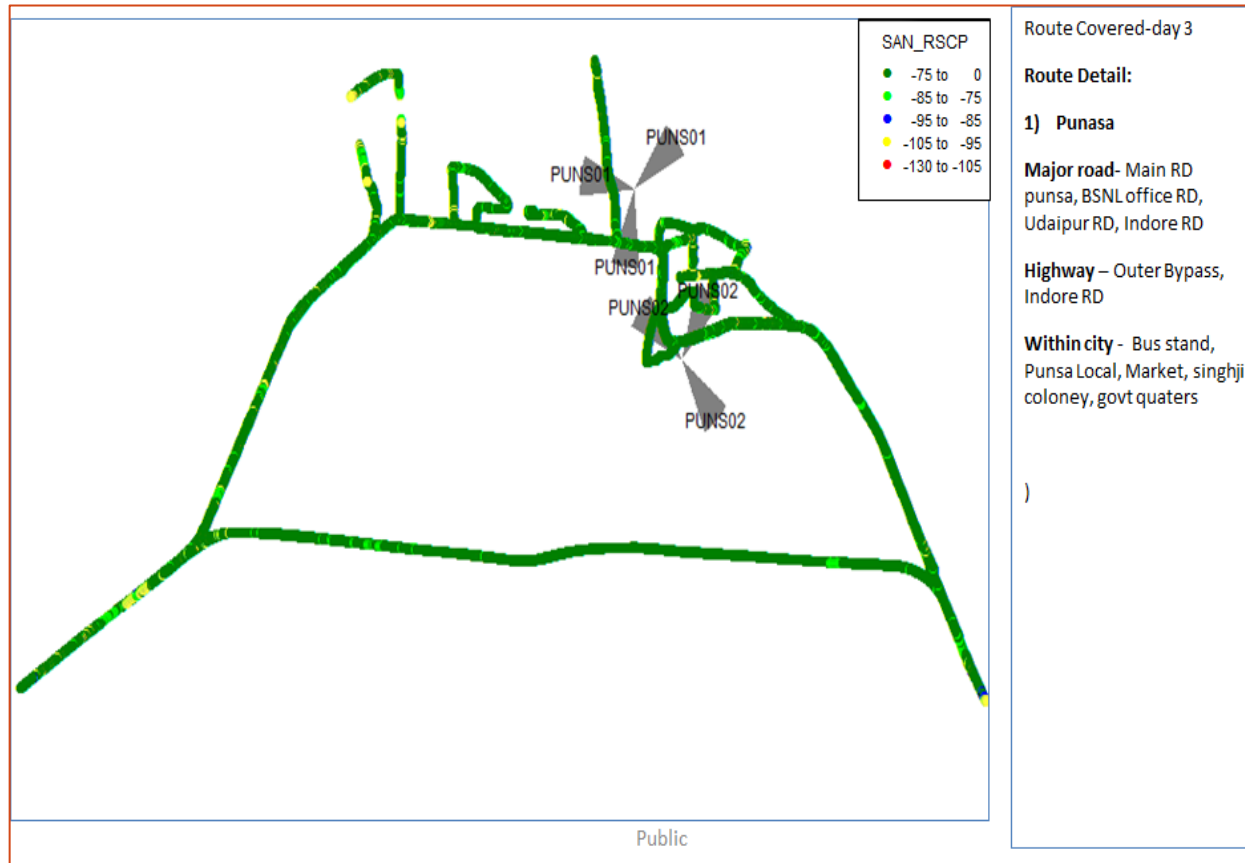 SAN_RSCP
-75 to 0
-85 to -75
-95 to -85
-105 to -95
-130 to -105
PUNS01
PUNS01
PUNS01
PUNS02
PUNS02
PUNS02
Public
Route Covered-day 3
Route Detail:
1) Punasa
Major road- Main RD
punsa, BSNL office RD,
Udaipur RD, Indore RD
Highway – Outer Bypass,
Indore RD
Within city - Bus stand,
Punsa Local, Market, singhji
coloney, govt quaters
)